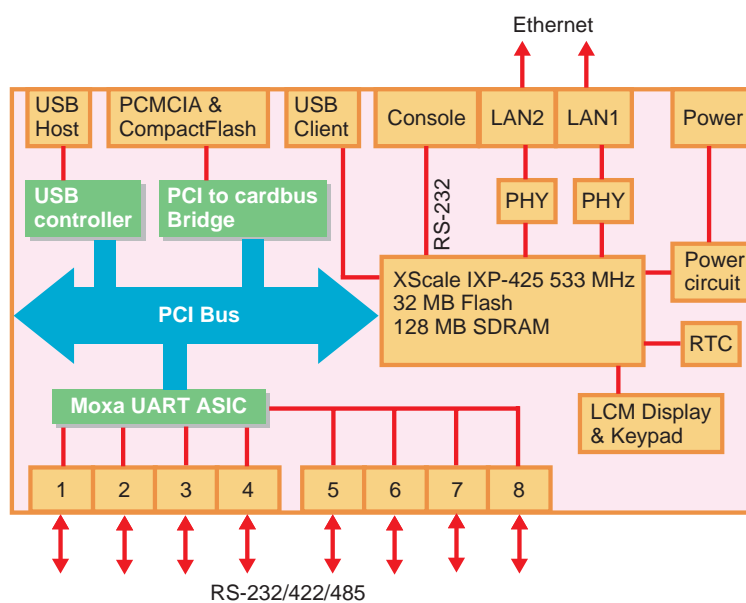 Ethernet
USB
Host
PCMCIA &
CompactFlash
USB
Client
Console
LAN2
LAN1
Power
USB
controller
PCI to cardbus
Bridge
RS-232
PHY
PHY
XScale IXP-425 533 MHz
32 MB Flash
128 MB SDRAM
Power
circuit
PCI Bus
RTC
Moxa UART ASIC
LCM Display
& Keypad
1
2
3
4
5
6
7
8
RS-232/422/485